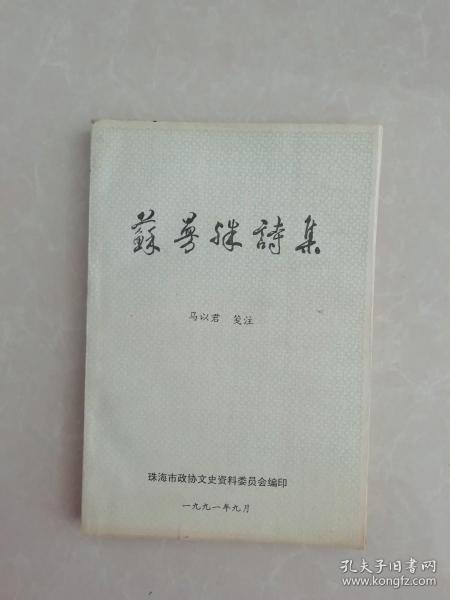 蘇曼殊詩集
马以君 笺注
珠海市政协文史资料委员会编印
一九九一年九月
孔夫子旧书网
www.kongfz.com